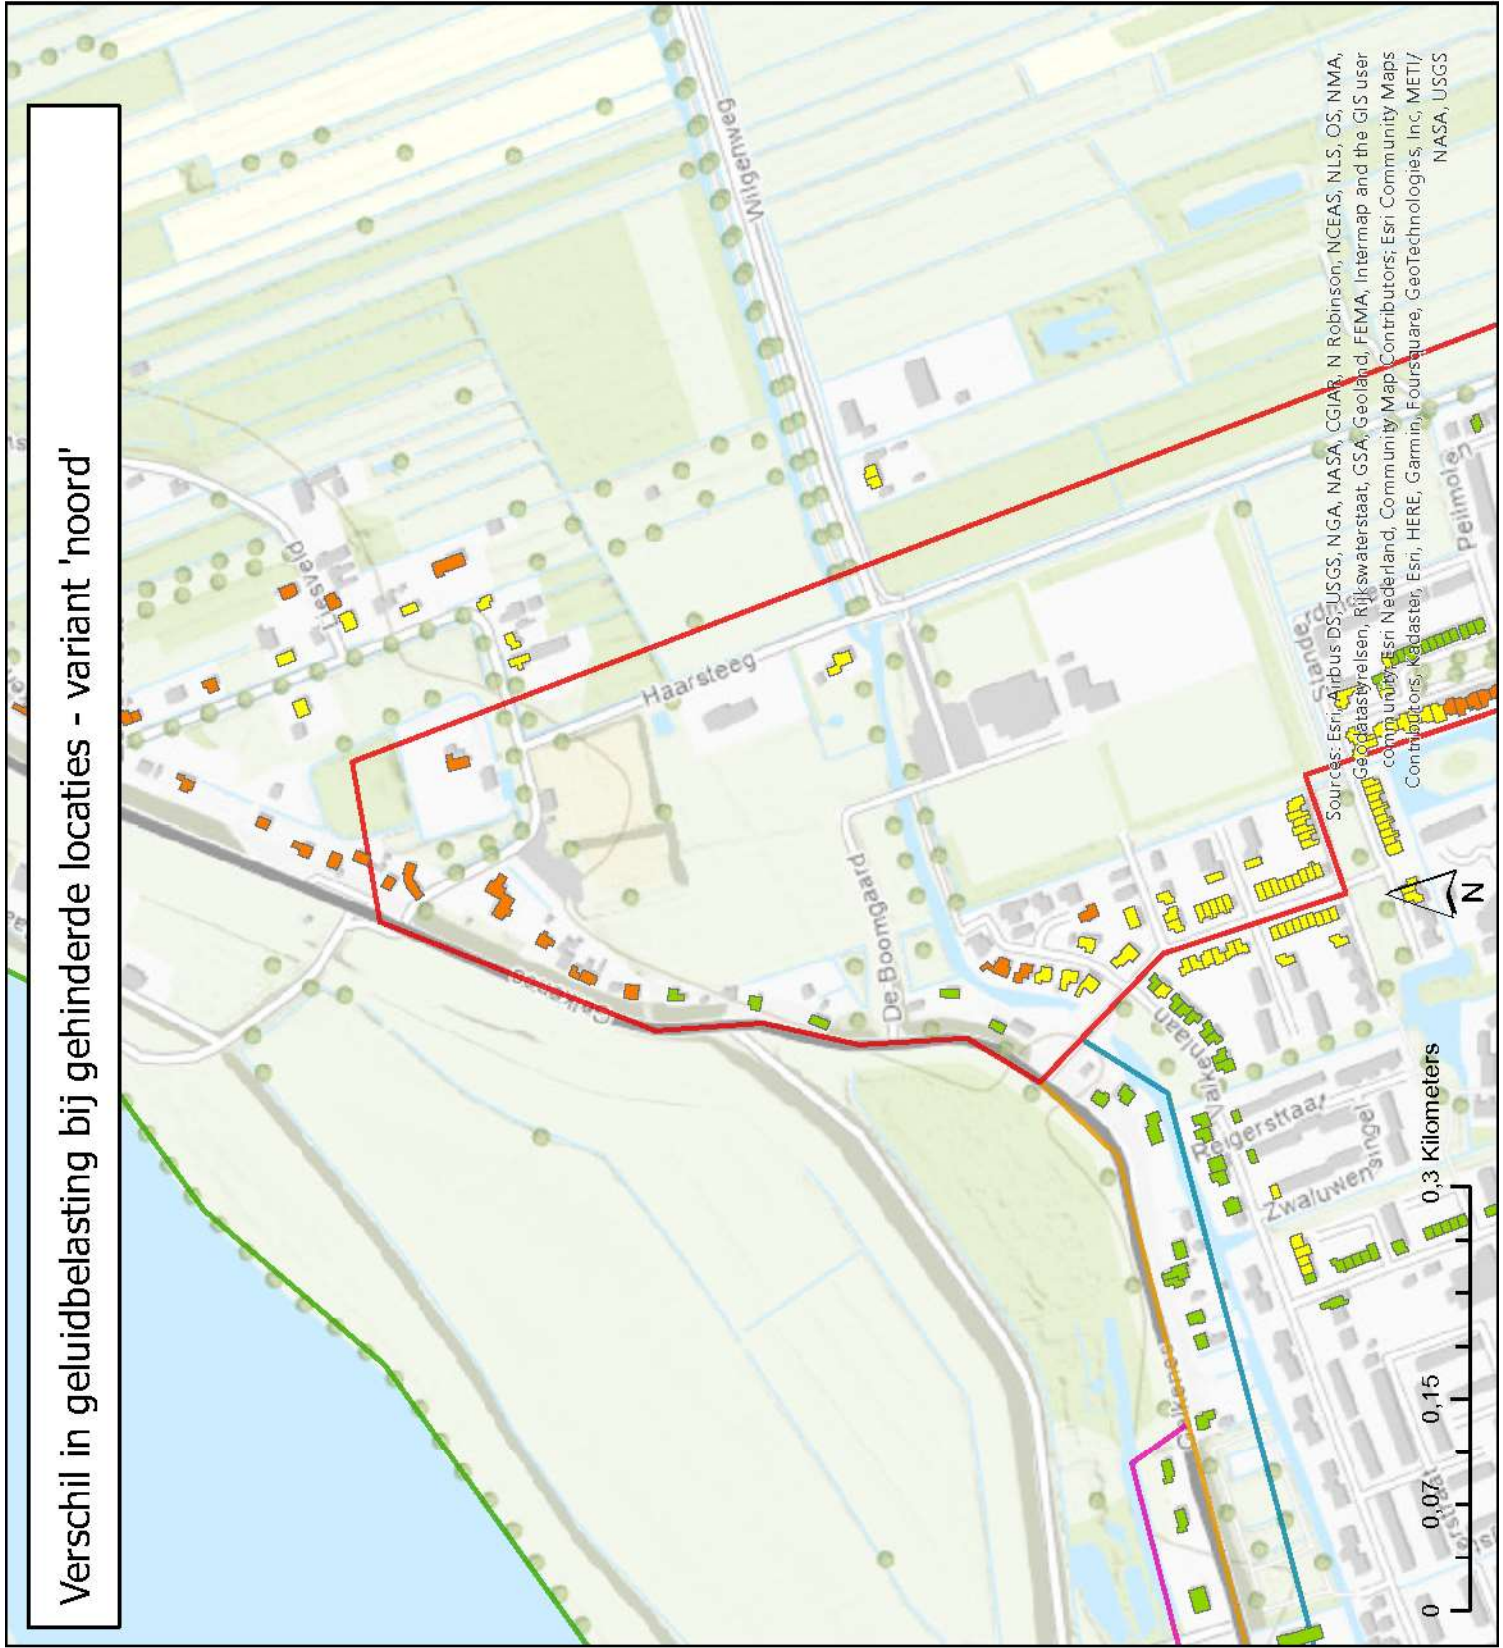 Verschil in geluidbelasting bij gehinderde locaties - variant 'noord'
Liesveld
Wilgenweg
Haarsteeg
De Boomgaard
Valkenlaan
Reigerstraat
Zwaluwensingel
Pellmolen
Sources: Esri, Airbus DS, USGS, NGA, NASA, CGIAR, N Robinson, NCEAS, NLS, OS, NMA,
Geodatastyrelsen, Rijkswaterstaat, GSA, Geoland, FEMA, Intermap and the GIS user
community, Esri Nederland, Community Map Contributors; Esri Community Maps
Contributors, Kadaster, Esri, HERE, Garmin, Foursquare, GeoTechnologies, Inc, METI/
NASA, USGS
N
0 0,07 0,15 0,3 Kilometers